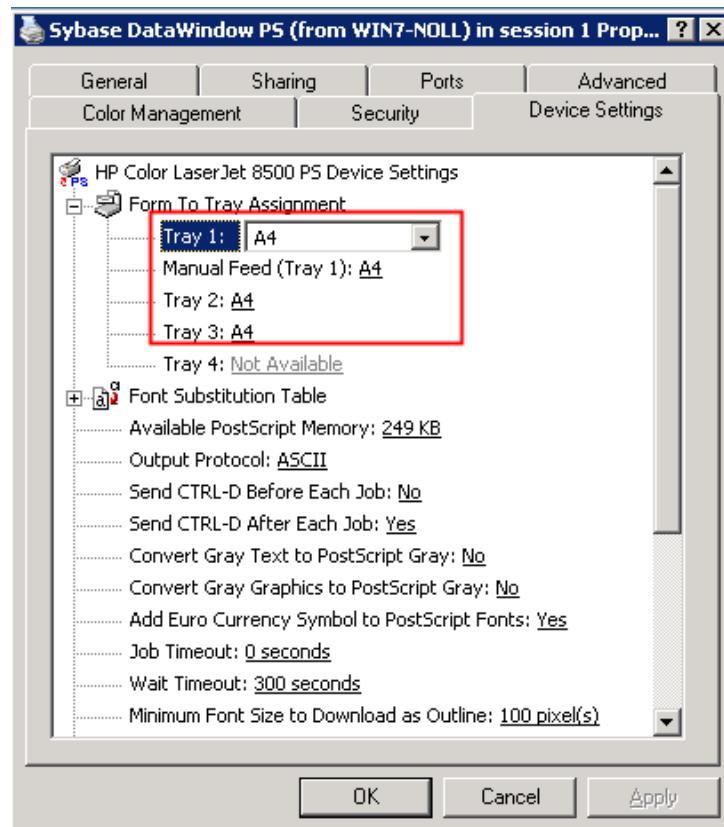 Sybase DataWindow PS (from WIN7-NOLL) in session 1 Prop...
General Sharing Ports Advanced
Color Management Security Device Settings
HP Color LaserJet 8500 PS Device Settings
Form To Tray Assignment
Tray 1: A4
Manual Feed (Tray 1): A4
Tray 2: A4
Tray 3: A4
Tray 4: Not Available
Font Substitution Table
Available PostScript Memory: 249 KB
Output Protocol: ASCII
Send CTRL-D Before Each Job: No
Send CTRL-D After Each Job: Yes
Convert Gray Text to PostScript Gray: No
Convert Gray Graphics to PostScript Gray: No
Add Euro Currency Symbol to PostScript Fonts: Yes
Job Timeout: 0 seconds
Wait Timeout: 300 seconds
Minimum Font Size to Download as Outline: 100 pixel(s)
OK Cancel Apply